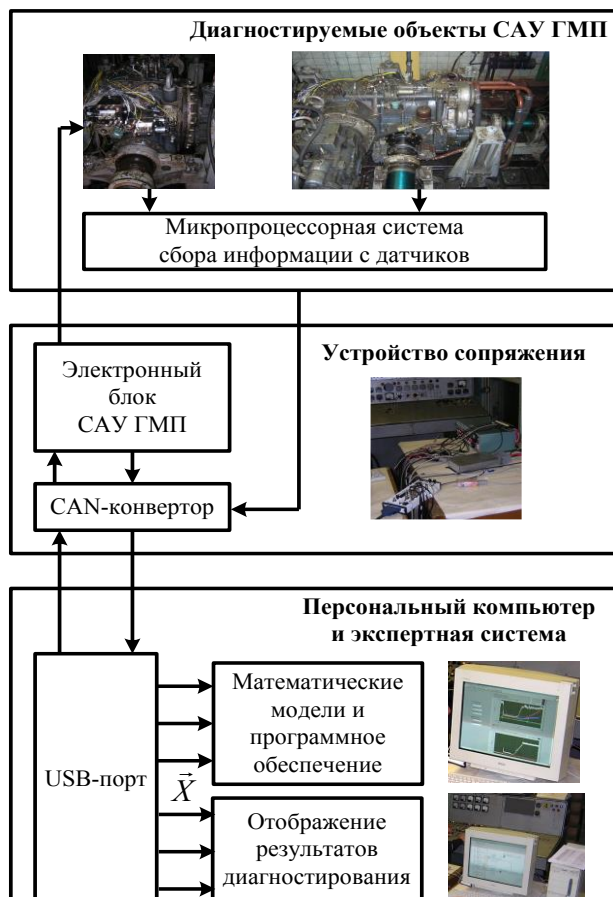 Диагностируемые объекты САУ ГМП
Микропроцессорная система
сбора информации с датчиков
Устройство сопряжения
Электронный
блок
САУ ГМП
CAN-конвертор
Персональный компьютер
и экспертная система
USB-порт
Математические
модели и
программное
обеспечение
X
Отображение
результатов
диагностирования